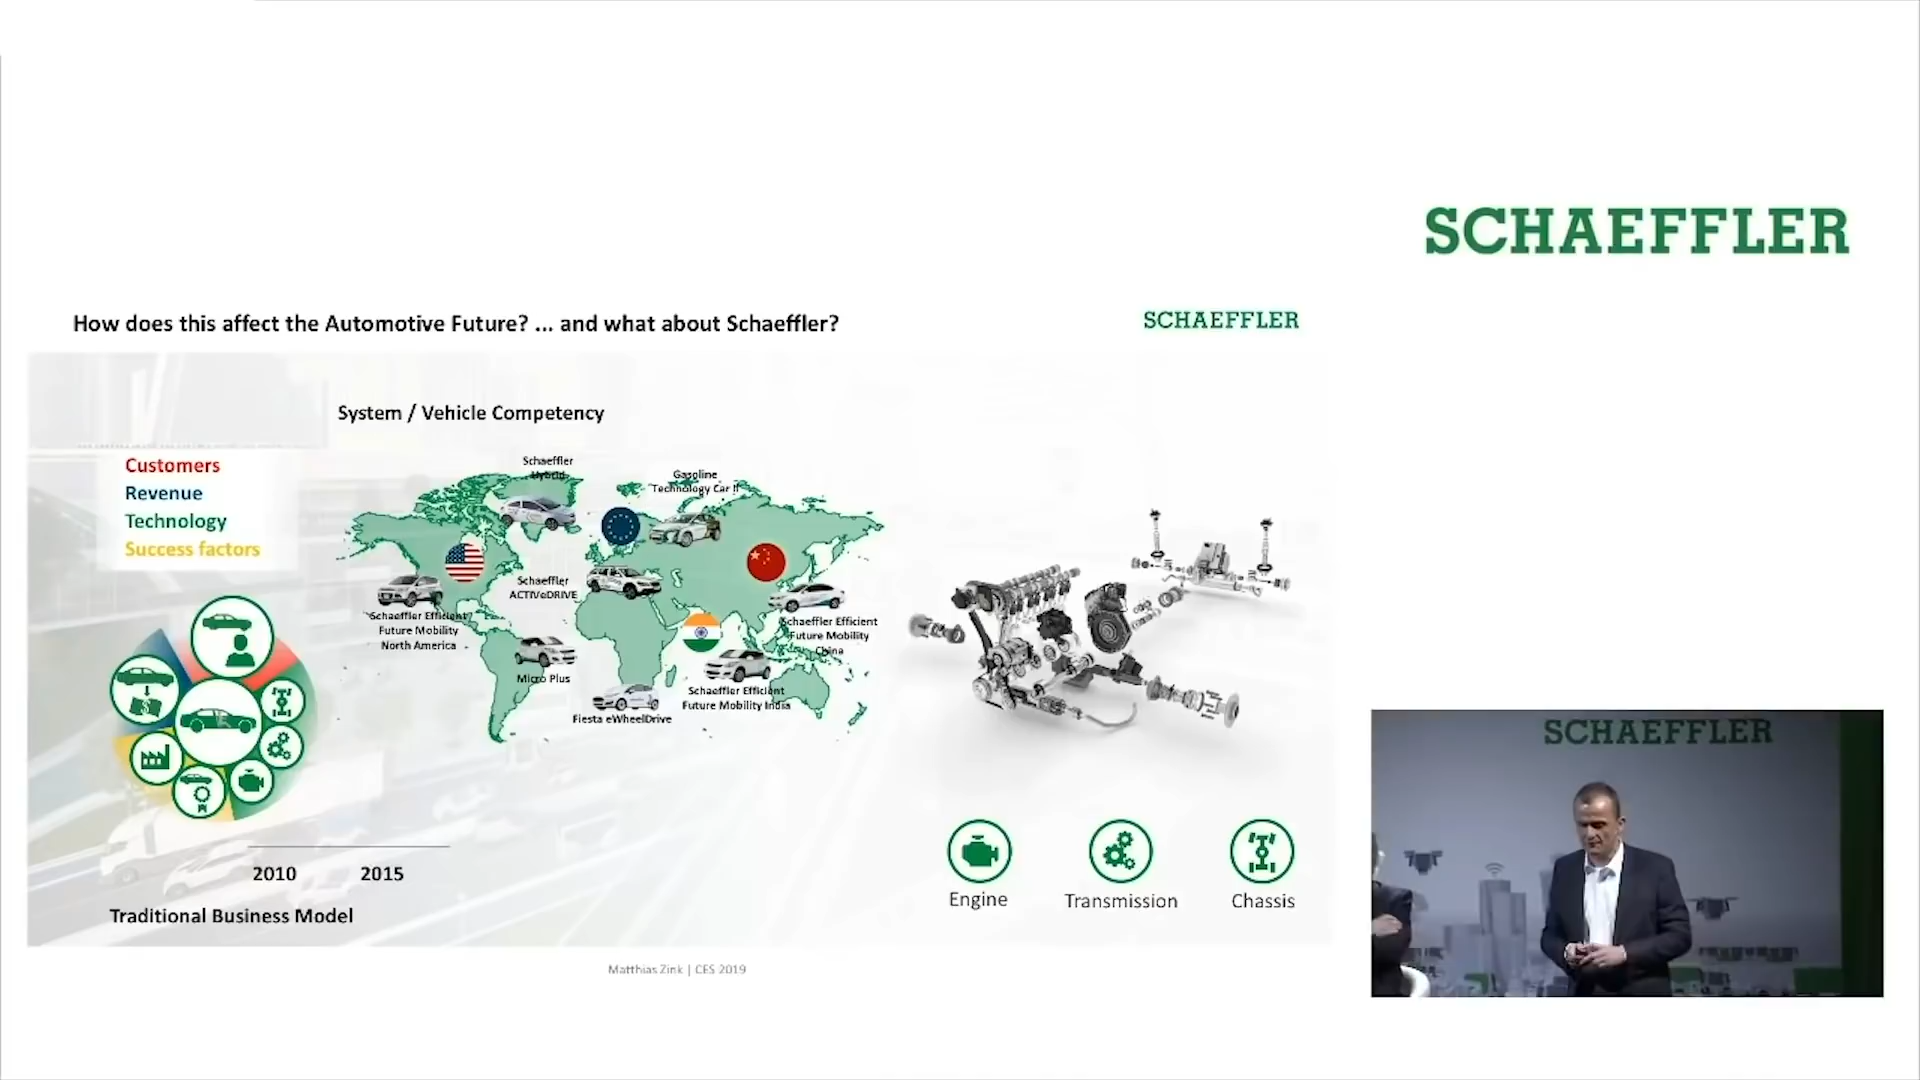 SCHAEFFLER
How does this affect the Automotive Future? ... and what about Schaeffler?
SCHAEFFLER
System / Vehicle Competency
Customers
Revenue
Technology
Success factors
Schaeffler
Hybrid
Gasoline
Technology Car II
Schaeffler
ACTIVeDRIVE
Schaeffler Efficient
Future Mobility
North America
Schaeffler Efficient
Future Mobility
China
Micro Plus
Schaeffler Efficient
Future Mobility India
Fiesta eWheelDrive
2010
2015
Traditional Business Model
Engine
Transmission
Chassis
Matthias Zink | CES 2019
SCHAEFFLER